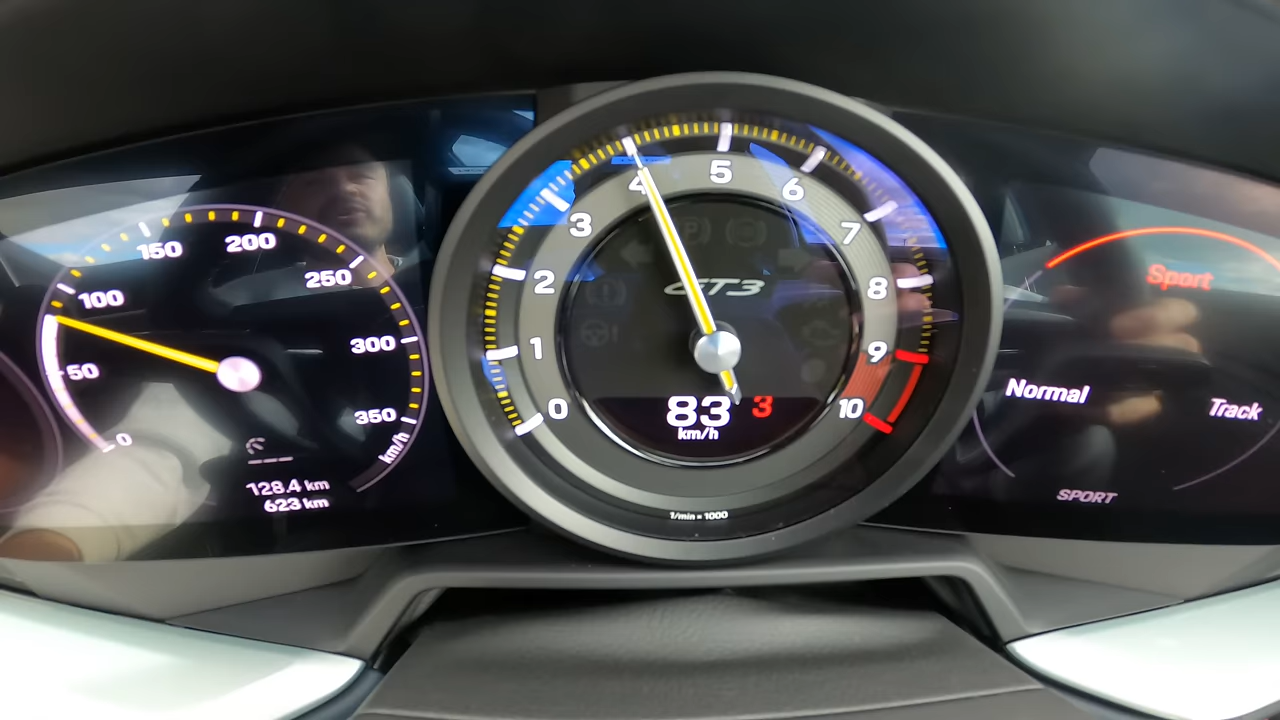 0
50
100
150
200
250
300
350
km/h
128.4 km
623 km
0
1
2
3
4
5
6
7
8
9
10
GT3
83 3
km/h
1/min = 1000
Sport
Normal
Track
SPORT